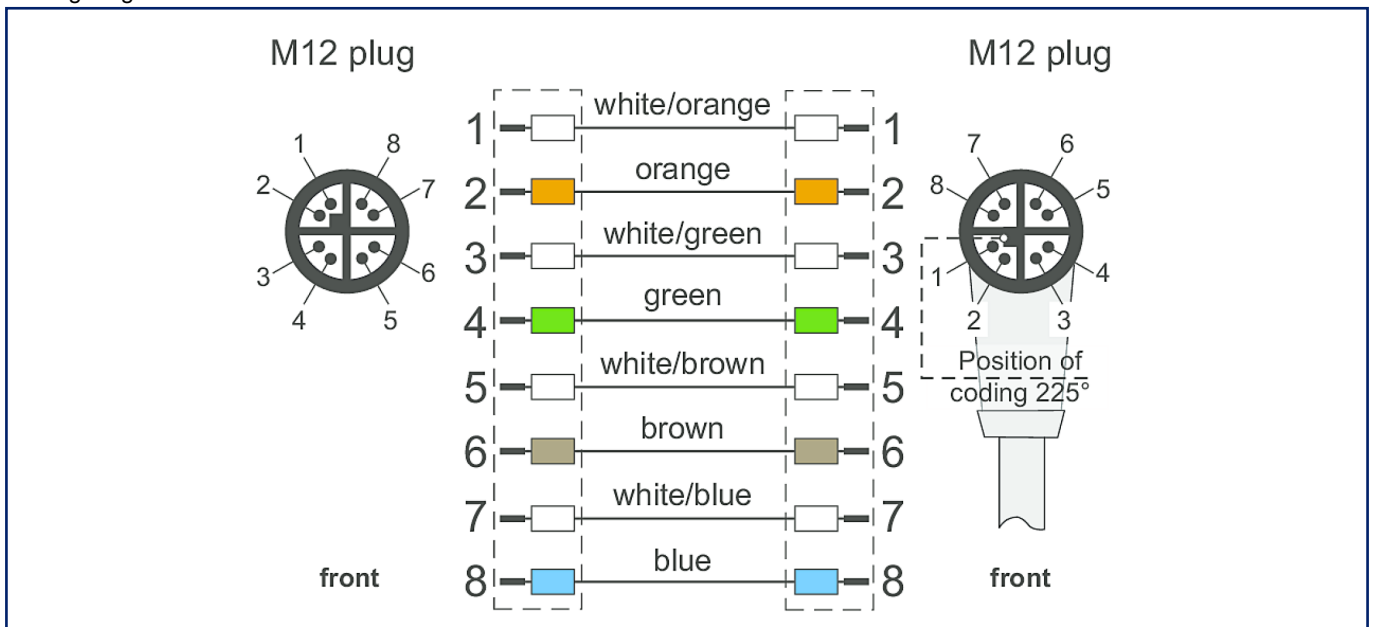 M12 plug
M12 plug
1 white/orange 1
2 orange 2
3 white/green 3
4 green 4
5 white/brown 5
6 brown 6
7 white/blue 7
8 blue 8
1 8
2 7
3 6
4 5
7 6
8 5
1 4
2 3
Position of
coding 225°
front
front